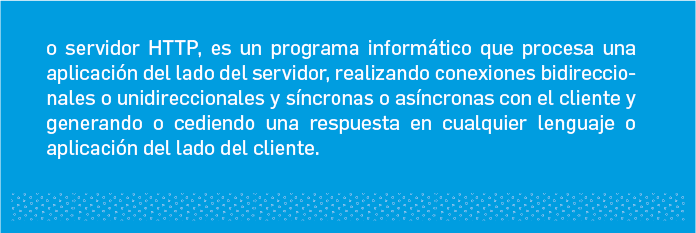 o servidor HTTP, es un programa informático que procesa una
aplicación del lado del servidor, realizando conexiones bidireccio-
nales o unidireccionales y síncronas o asíncronas con el cliente y
generando o cediendo una respuesta en cualquier lenguaje o
aplicación del lado del cliente.